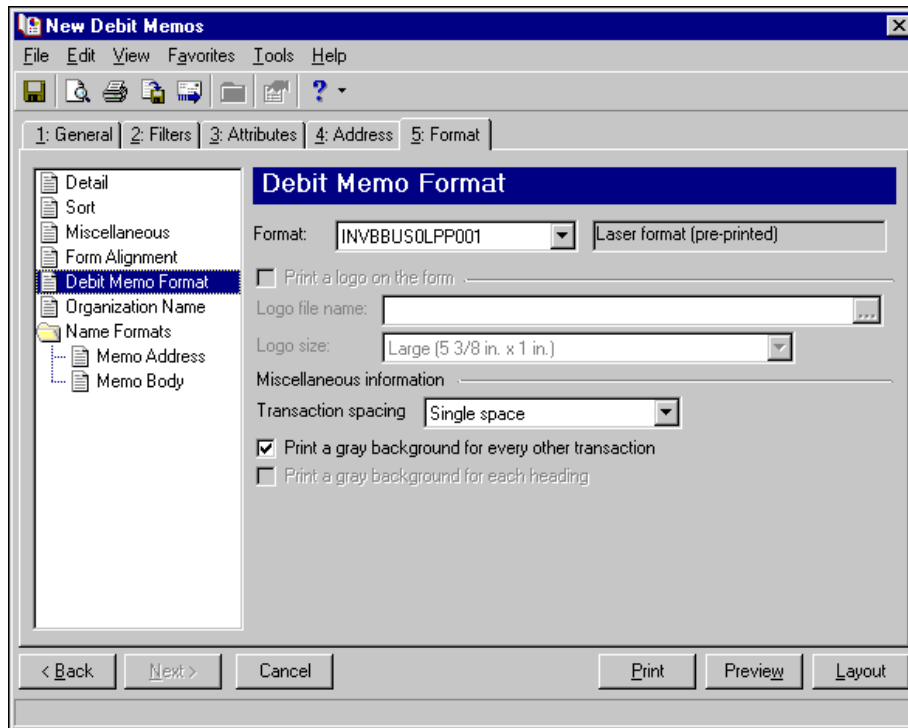 New Debit Memos
File Edit View Favorites Tools Help
?
1: General 2: Filters 3: Attributes 4: Address 5: Format
Detail
Sort
Miscellaneous
Form Alignment
Debit Memo Format
Organization Name
Name Formats
Memo Address
Memo Body
Debit Memo Format
Format: INVBBUS0LPP001 Laser format (pre-printed)
Print a logo on the form
Logo file name: ...
Logo size: Large (5 3/8 in. x 1 in.)
Miscellaneous information
Transaction spacing Single space
Print a gray background for every other transaction
Print a gray background for each heading
< Back Next > Cancel Print Preview Layout